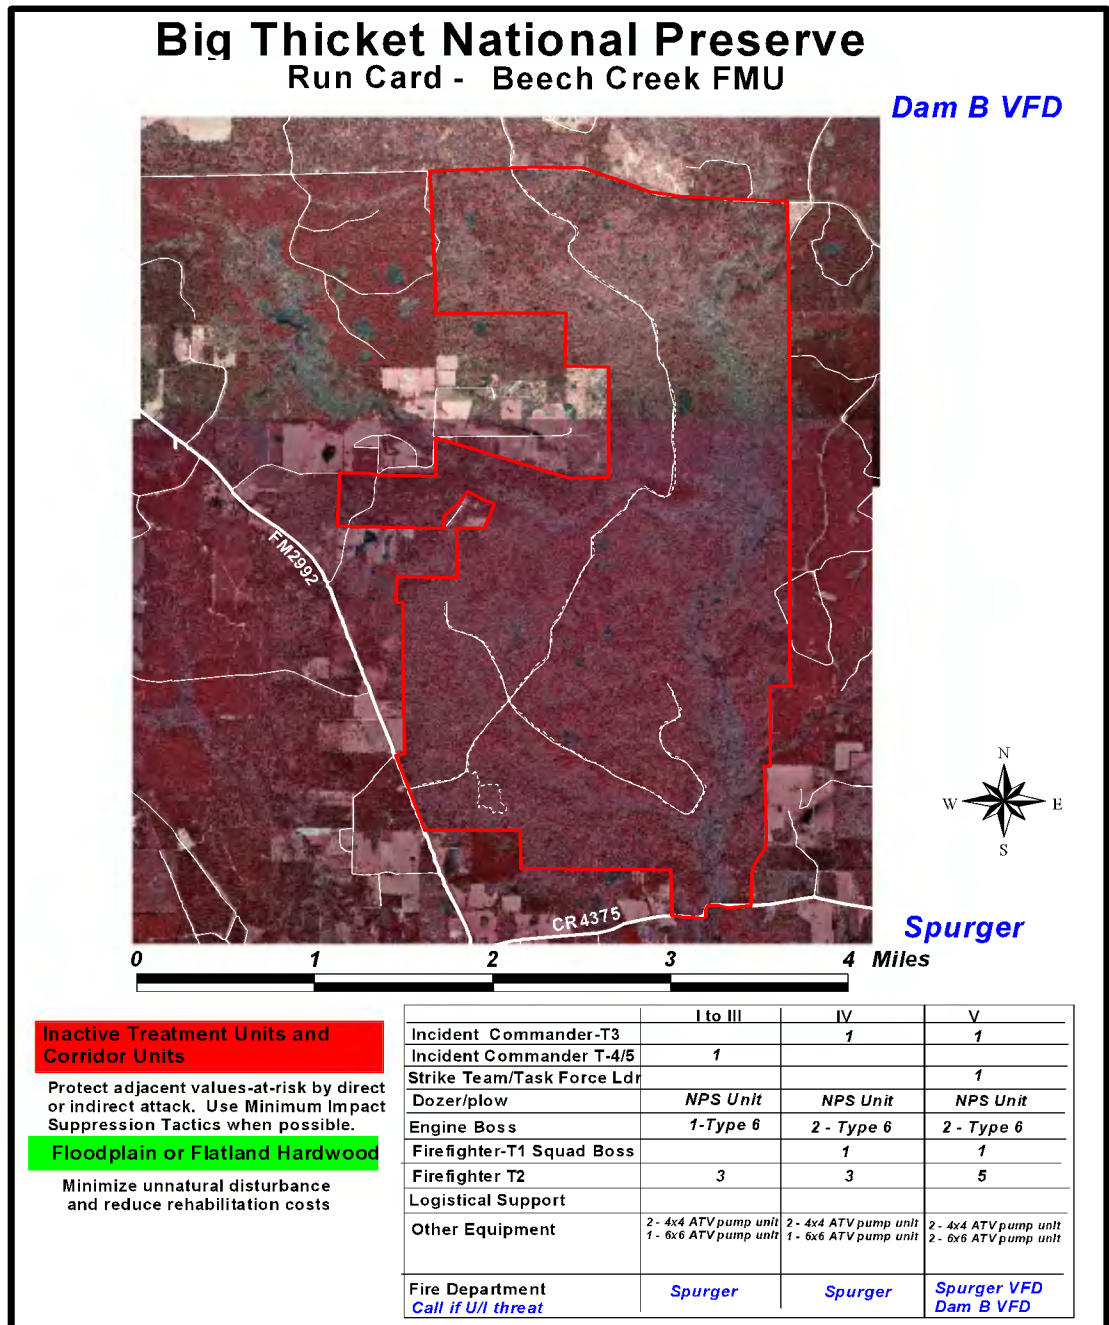 Big Thicket National Preserve
Run Card - Beech Creek FMU
Dam B VFD
FM2992
CR4375
N
W E
S
Spurger
0 1 2 3 4 Miles
Inactive Treatment Units and
Corridor Units
Protect adjacent values-at-risk by direct
or indirect attack. Use Minimum Impact
Suppression Tactics when possible.
Floodplain or Flatland Hardwood
Minimize unnatural disturbance
and reduce rehabilitation costs
I to III IV V
Incident Commander-T3 1 1
Incident Commander T-4/5 1
Strike Team/Task Force Ldr 1
Dozer/plow NPS Unit NPS Unit NPS Unit
Engine Boss 1-Type 6 2 - Type 6 2 - Type 6
Firefighter-T1 Squad Boss 1 1
Firefighter T2 3 3 5
Logistical Support
Other Equipment 2 - 4x4 ATV pump unit 2 - 4x4 ATV pump unit 2 - 4x4 ATV pump unit
1 - 6x6 ATV pump unit 1 - 6x6 ATV pump unit 2 - 6x6 ATV pump unit
Fire Department Spurger Spurger Spurger VFD
Call if U/I threat Dam B VFD